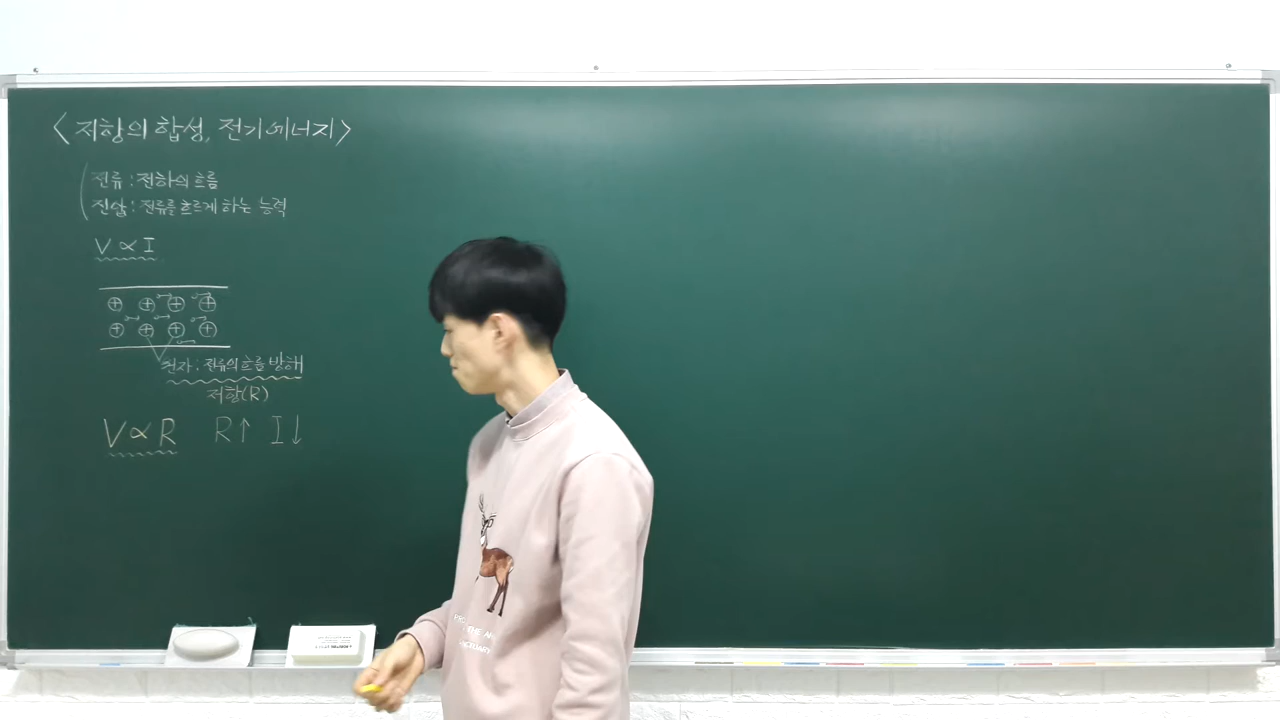 <저항의 합성, 전기에너지>
전류 : 전하의 흐름
전압 : 전류를 흐르게 하는 능력
V ∝ I
⊕ ⊕ ⊕ ⊕
⊕ ⊕ ⊕ ⊕
원자 : 전류의 흐름 방해
저항(R)
V ∝ R R↑ I↓